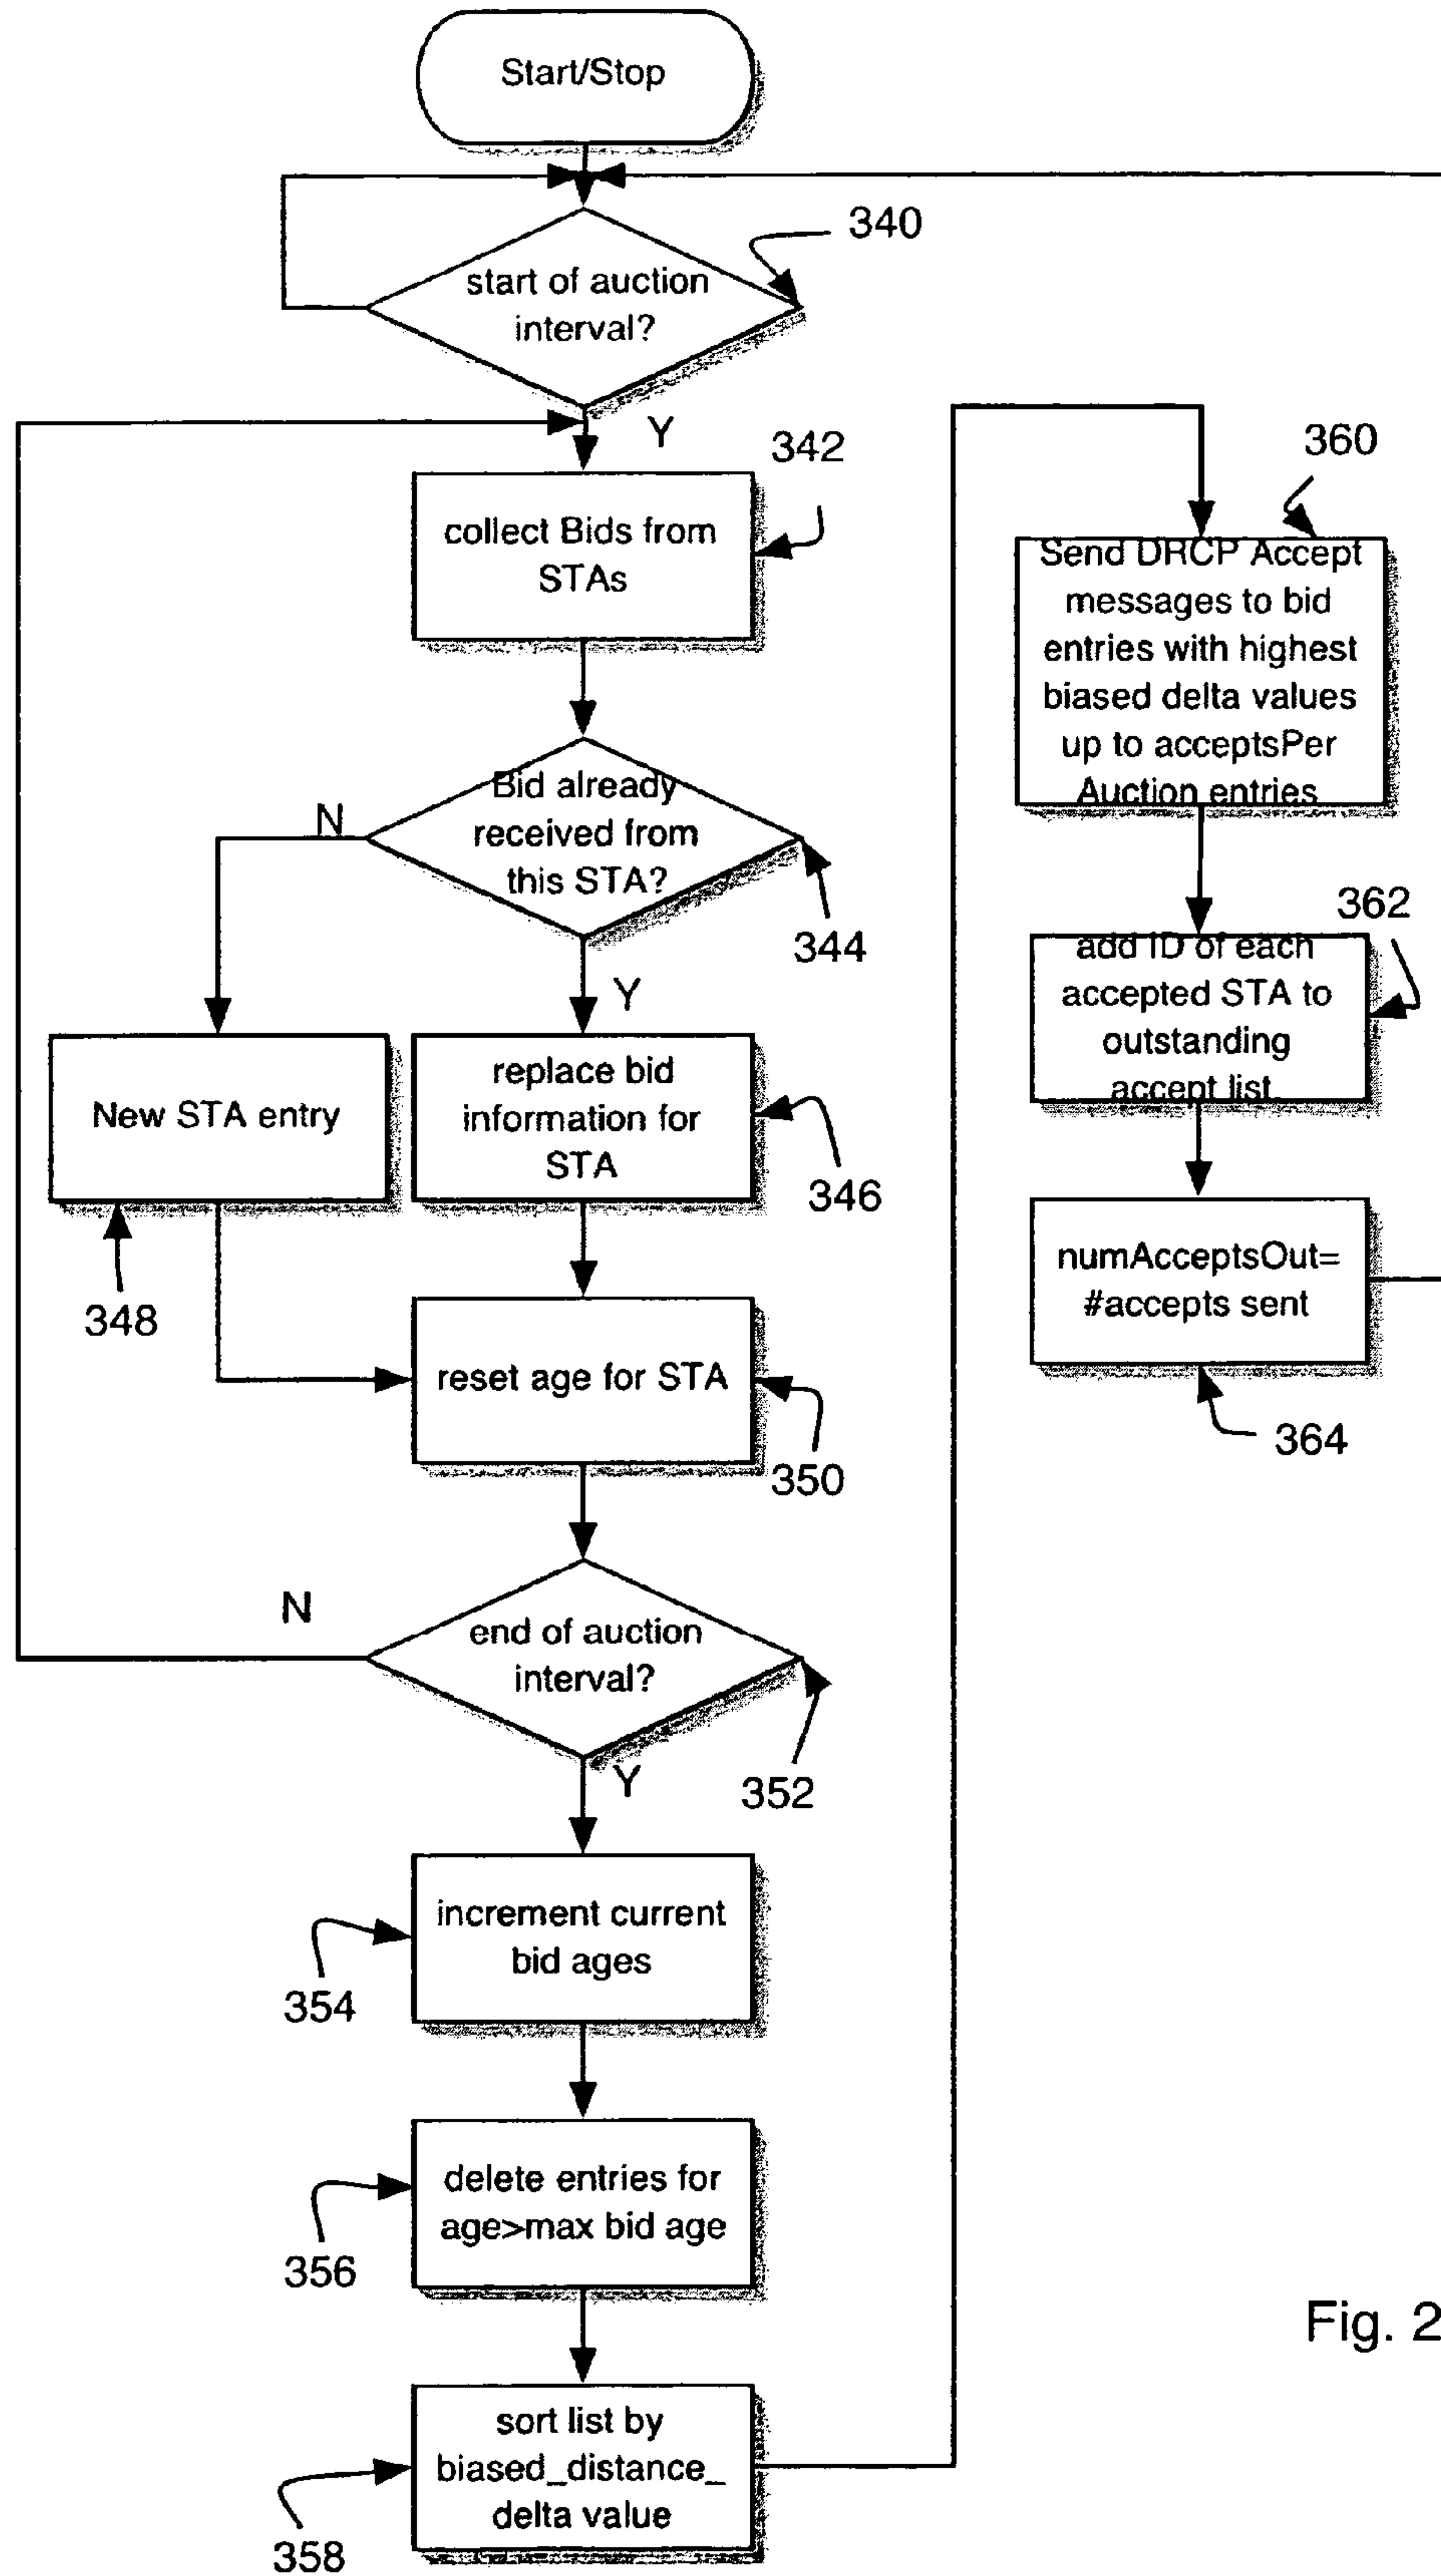 Start/Stop
340
start of auction
interval?
Y
342
collect Bids from
STAs
Bid already
received from
this STA?
N
344
Y
New STA entry
348
replace bid
information for
STA
346
reset age for STA
350
N
end of auction
interval?
352
Y
increment current
bid ages
354
delete entries for
age>max bid age
356
sort list by
biased_distance_
delta value
358
360
Send DRCP Accept
messages to bid
entries with highest
biased delta values
up to acceptsPer
Auction entries
362
add ID of each
accepted STA to
outstanding
accept list
numAcceptsOut=
#accepts sent
364
Fig. 2